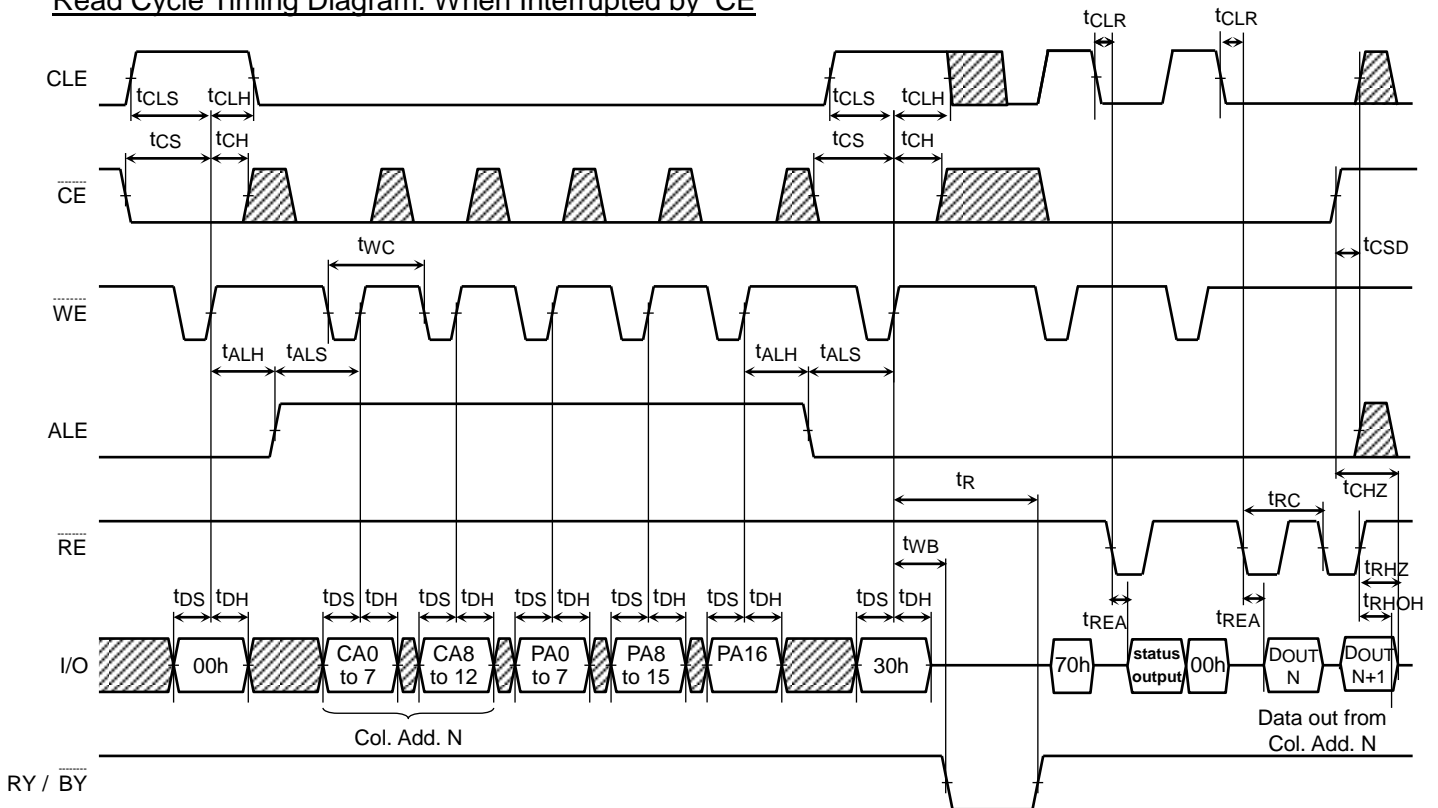 Read Cycle Timing Diagram: When Interrupted by CE
tCLR tCLR
CLE
tCLS tCLH tCLS tCLH
tCS tCH tCS tCH
CE
tCSD
tWC
WE
tALH tALS tALH tALS
ALE
tR
tCHZ
tRC
RE
tWB
tRHZ
tDS tDH tDS tDH tDS tDH tDS tDH tDS tDH tDS tDH tDS tDH
tRHOH
tREA tREA
I/O
00h
CA0 to 7
CA8 to 12
PA0 to 7
PA8 to 15
PA16
30h
70h
status output
00h
DOUT N
DOUT N+1
Col. Add. N
Data out from
Col. Add. N
RY / BY